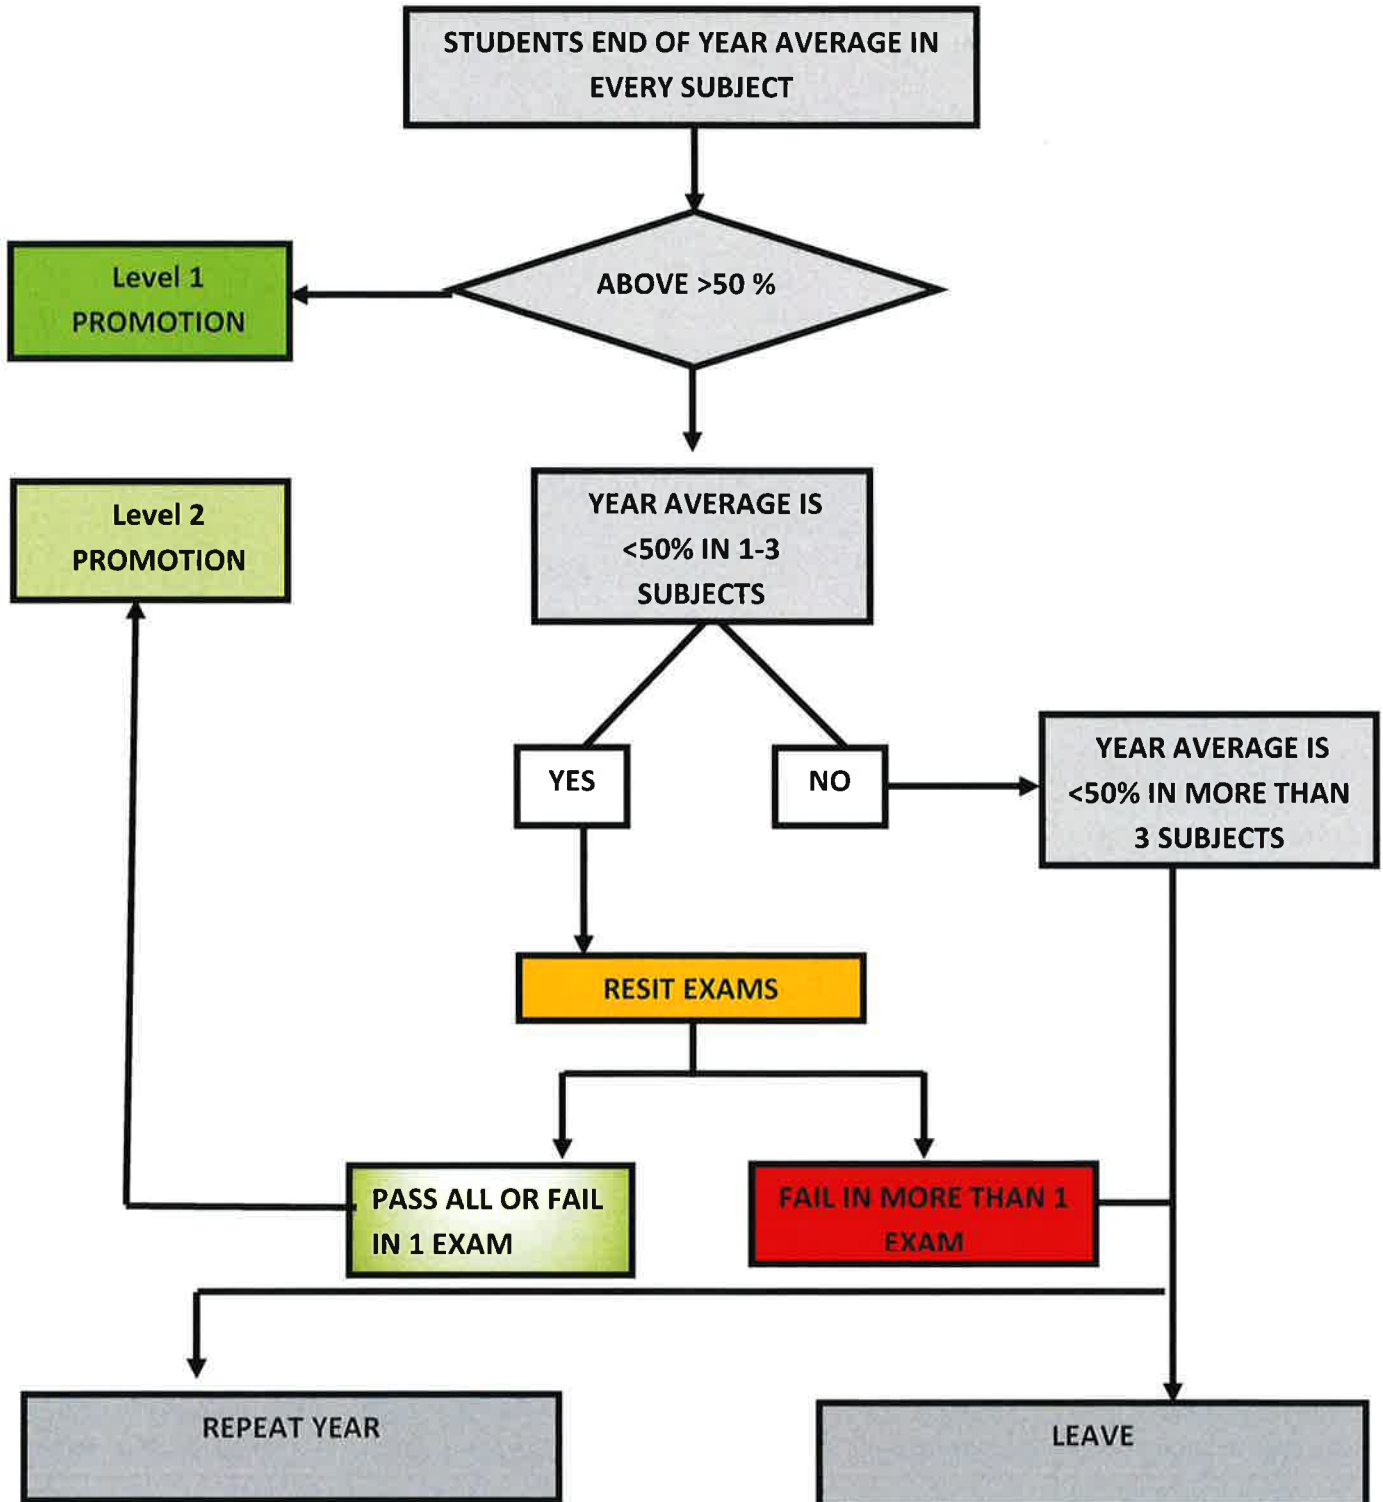 STUDENTS END OF YEAR AVERAGE IN
EVERY SUBJECT
ABOVE >50 %
Level 1
PROMOTION
Level 2
PROMOTION
YEAR AVERAGE IS
<50% IN 1-3
SUBJECTS
YES
NO
YEAR AVERAGE IS
<50% IN MORE THAN
3 SUBJECTS
RESIT EXAMS
PASS ALL OR FAIL
IN 1 EXAM
FAIL IN MORE THAN 1
EXAM
REPEAT YEAR
LEAVE